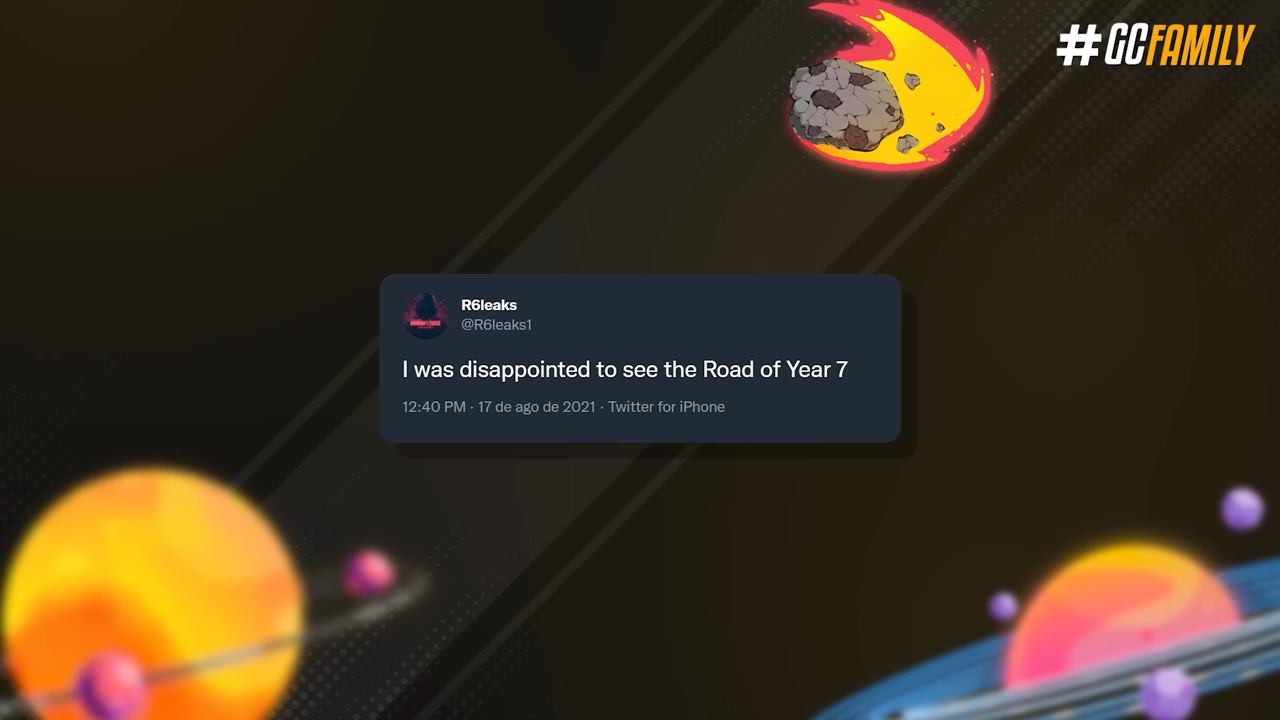 #GCFAMILY
R6leaks
@R6leaks1
I was disappointed to see the Road of Year 7
12:40 PM · 17 de ago de 2021 · Twitter for iPhone